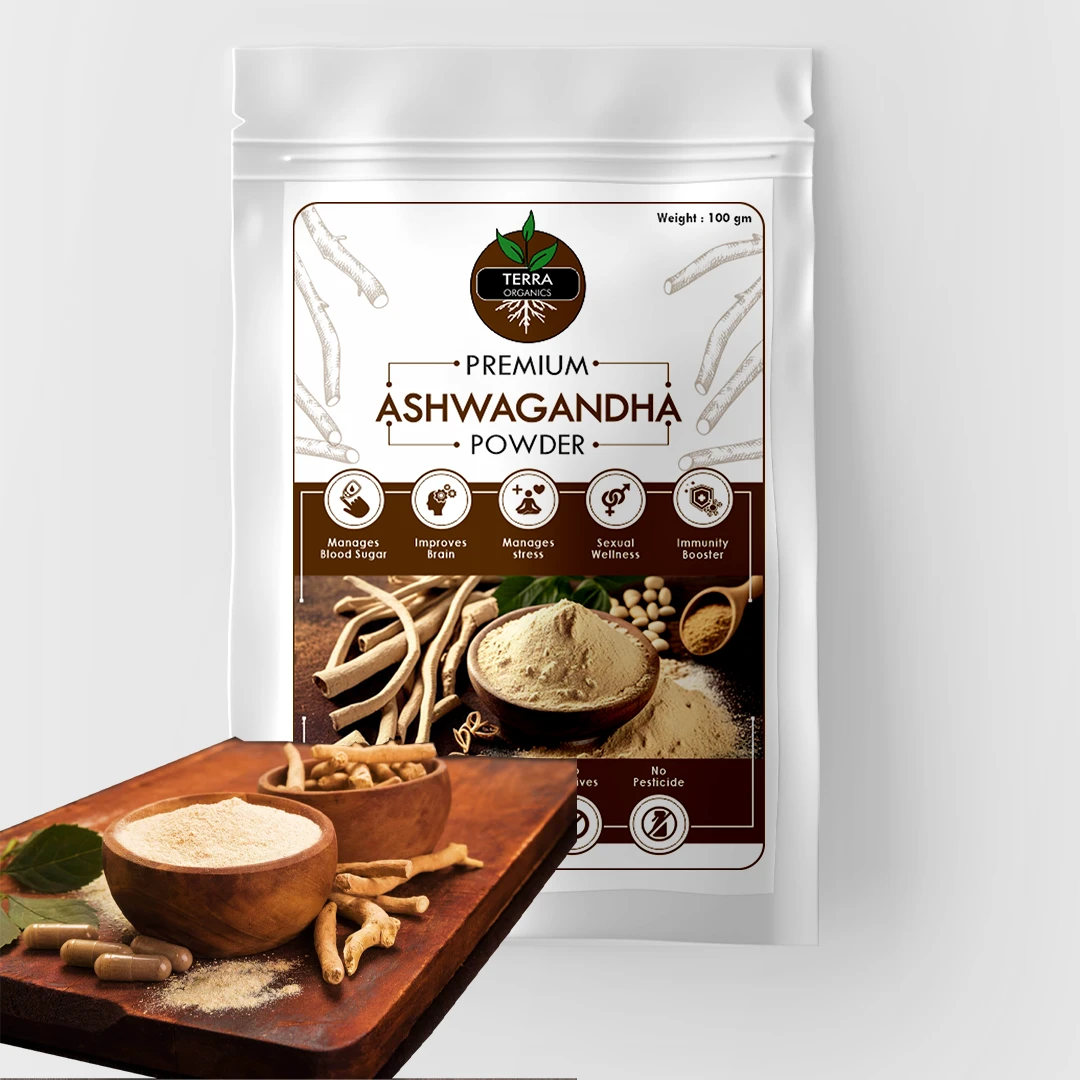 Weight : 100 gm
TERRA
ORGANICS
PREMIUM
ASHWAGANDHA
POWDER
Manages
Blood Sugar
Improves
Brain
Manages
stress
Sexual
Wellness
Immunity
Booster
No
Pesticide